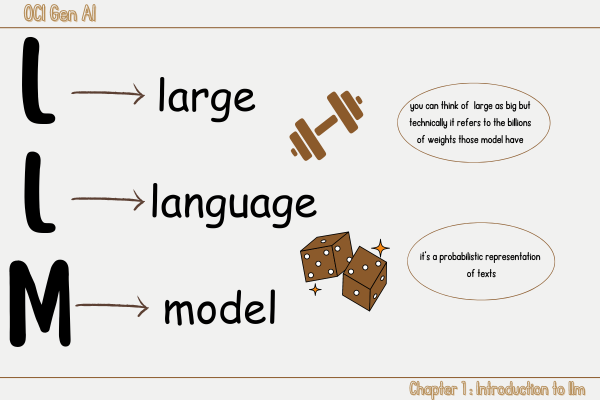 OCI Gen AI
L large
you can think of large as big but
technically it refers to the billions
of weights those model have
L language
it's a probabilistic representation
of texts
M model
Chapter 1: Introduction to llm